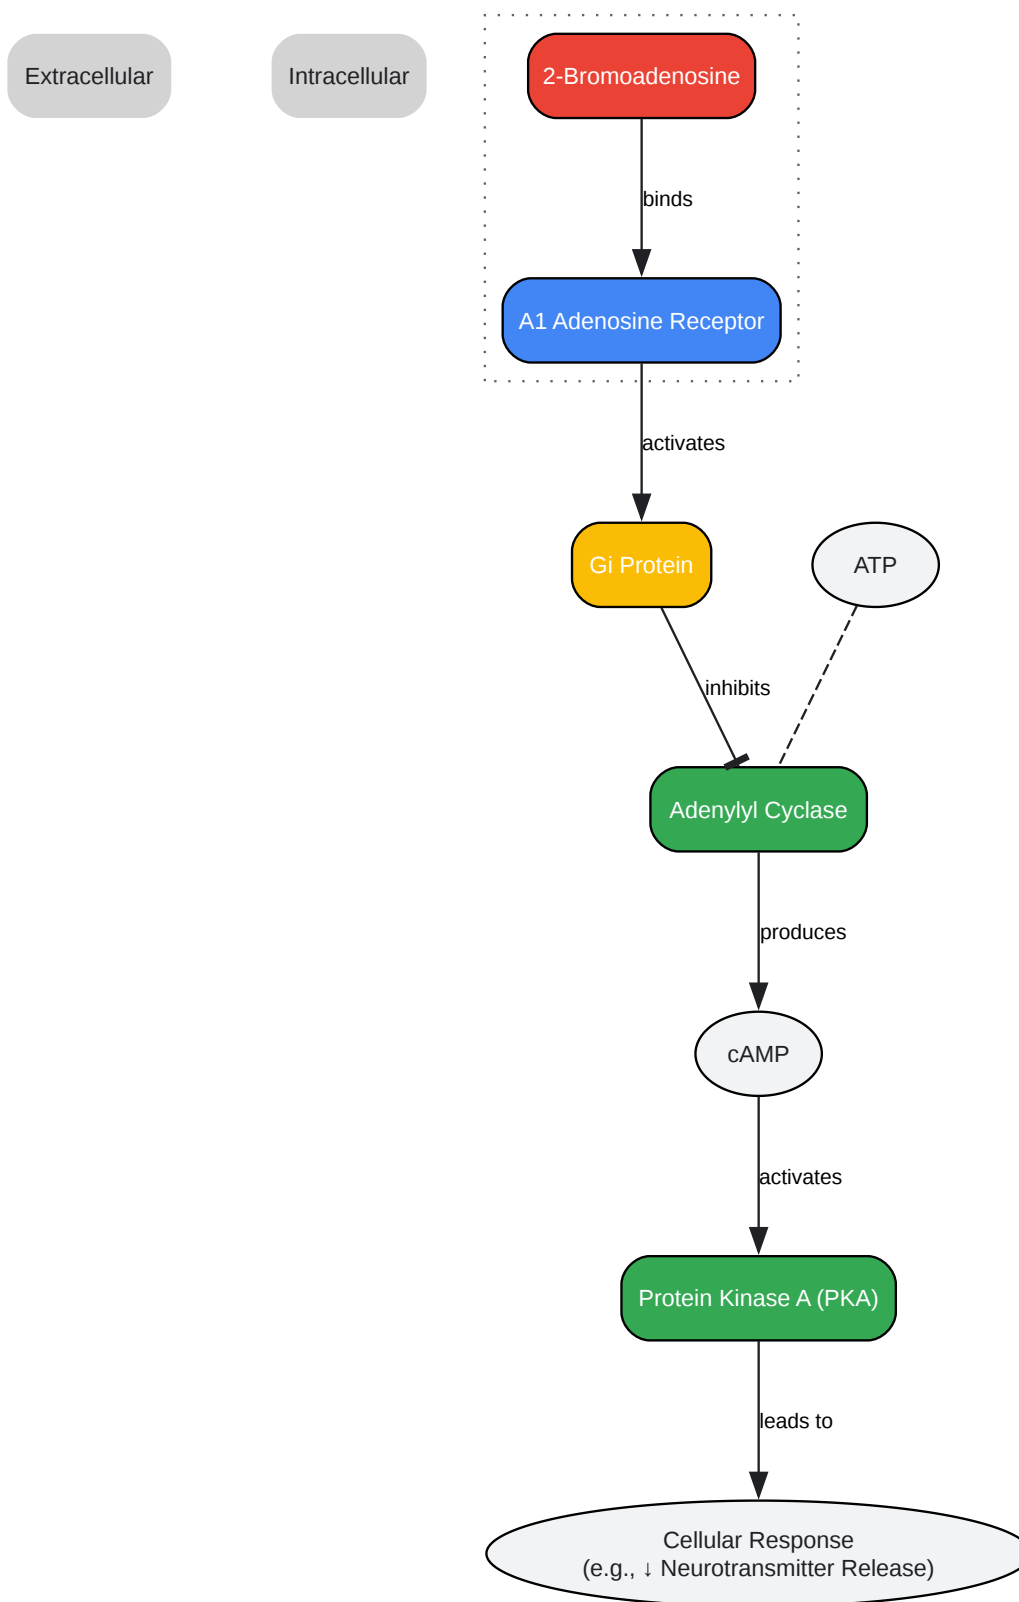 Extracellular
Intracellular
2-Bromoadenosine
binds
A1 Adenosine Receptor
activates
Gi Protein
ATP
inhibits
Adenylyl Cyclase
produces
cAMP
activates
Protein Kinase A (PKA)
leads to
Cellular Response
(e.g., ↓ Neurotransmitter Release)